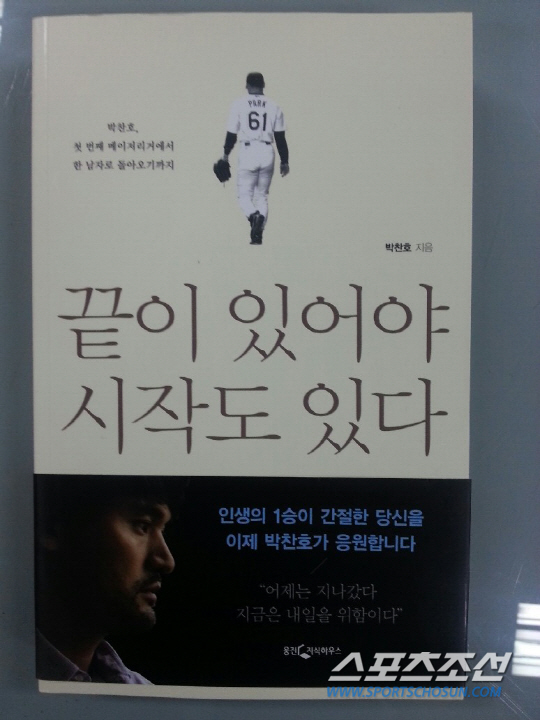 PARK
61
박찬호,
첫 번째 메이저리거에서
한 남자로 돌아오기까지
박찬호 지음
끝이 있어야
시작도 있다
인생의 1승이 간절한 당신을
이제 박찬호가 응원합니다
“어제는 지나갔다
지금은 내일을 위함이다”
웅진 지식하우스
스포츠조선
WWW.SPORTSCHOSUN.COM